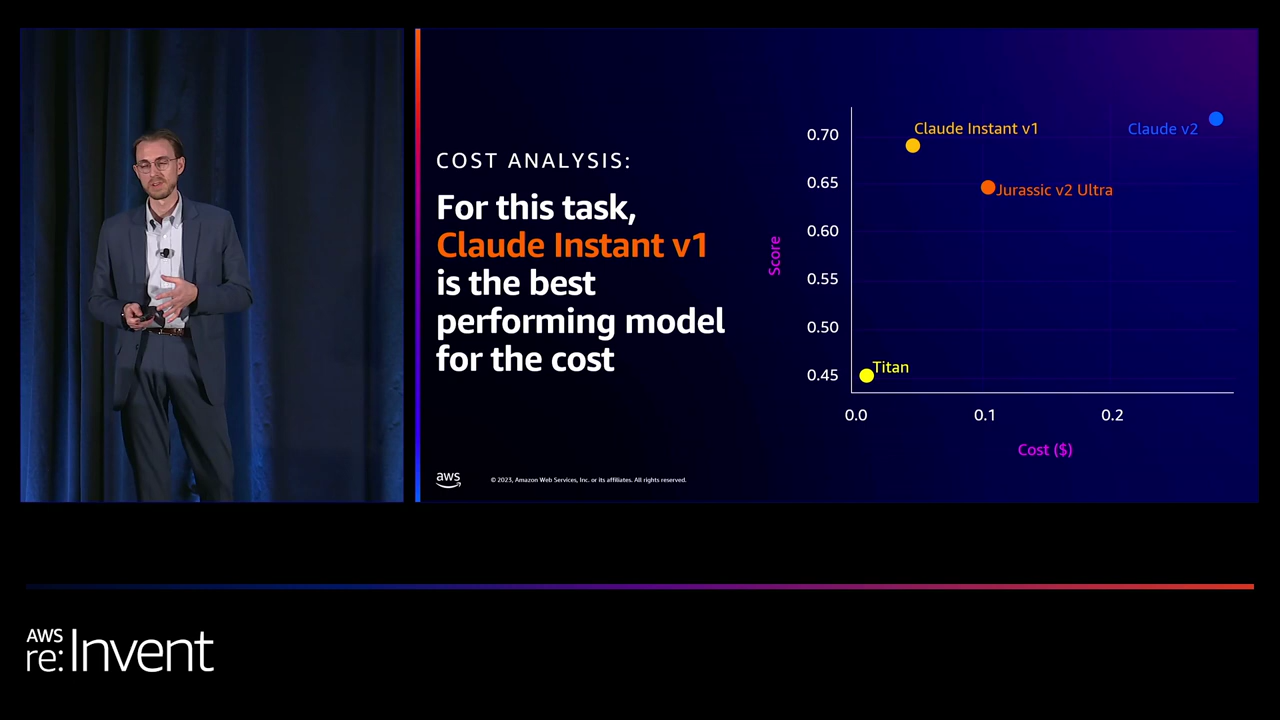 COST ANALYSIS:
For this task,
Claude Instant v1
is the best
performing model
for the cost
aws
© 2023, Amazon Web Services, Inc. or its affiliates. All rights reserved.
Score
0.70
0.65
0.60
0.55
0.50
0.45
Claude Instant v1
Claude v2
Jurassic v2 Ultra
Titan
0.0 0.1 0.2
Cost ($)
AWS
re:Invent